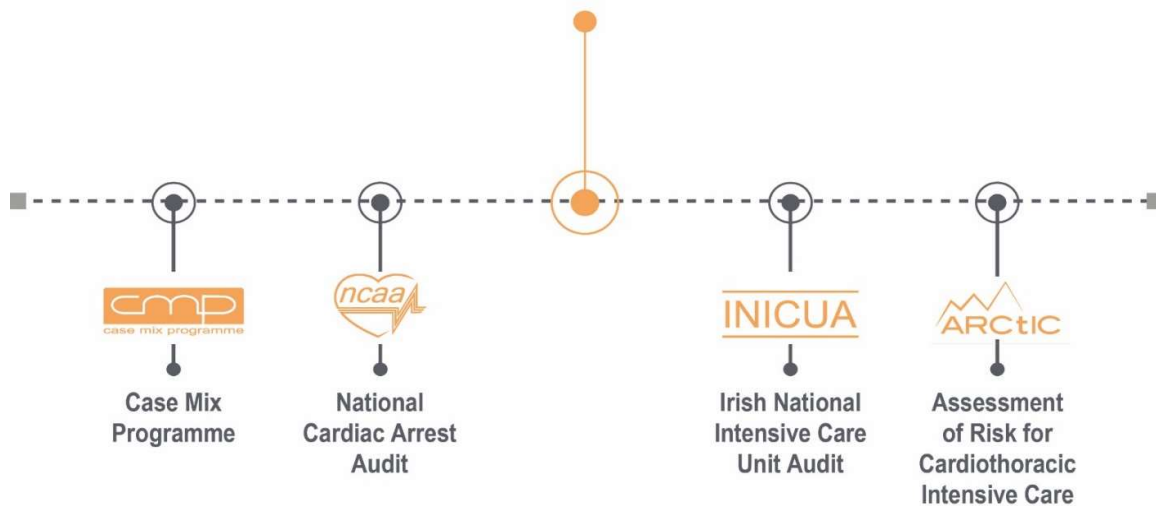 cmp
case mix programme
Case Mix
Programme
ncaa
National
Cardiac Arrest
Audit
INICUA
Irish National
Intensive Care
Unit Audit
ARCtIC
Assessment
of Risk for
Cardiothoracic
Intensive Care